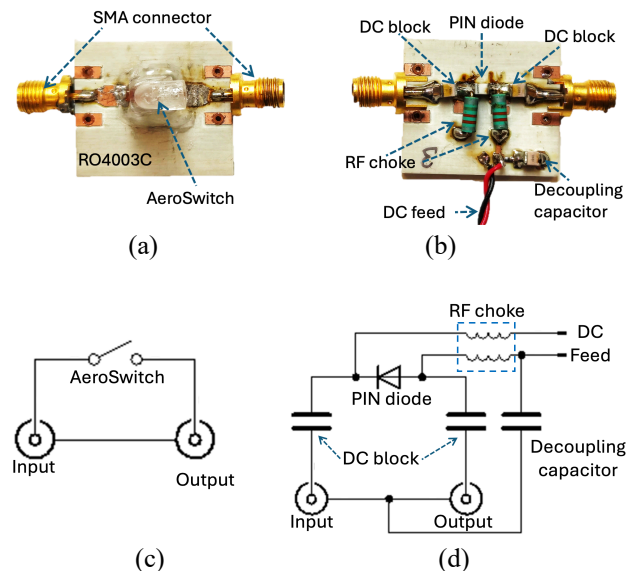 SMA connector
RO4003C
AeroSwitch
(a)
DC block
PIN diode
DC block
RF choke
DC feed
Decoupling
capacitor
(b)
AeroSwitch
Input
Output
(c)
RF choke
DC
Feed
PIN diode
DC block
Decoupling
capacitor
Input
Output
(d)